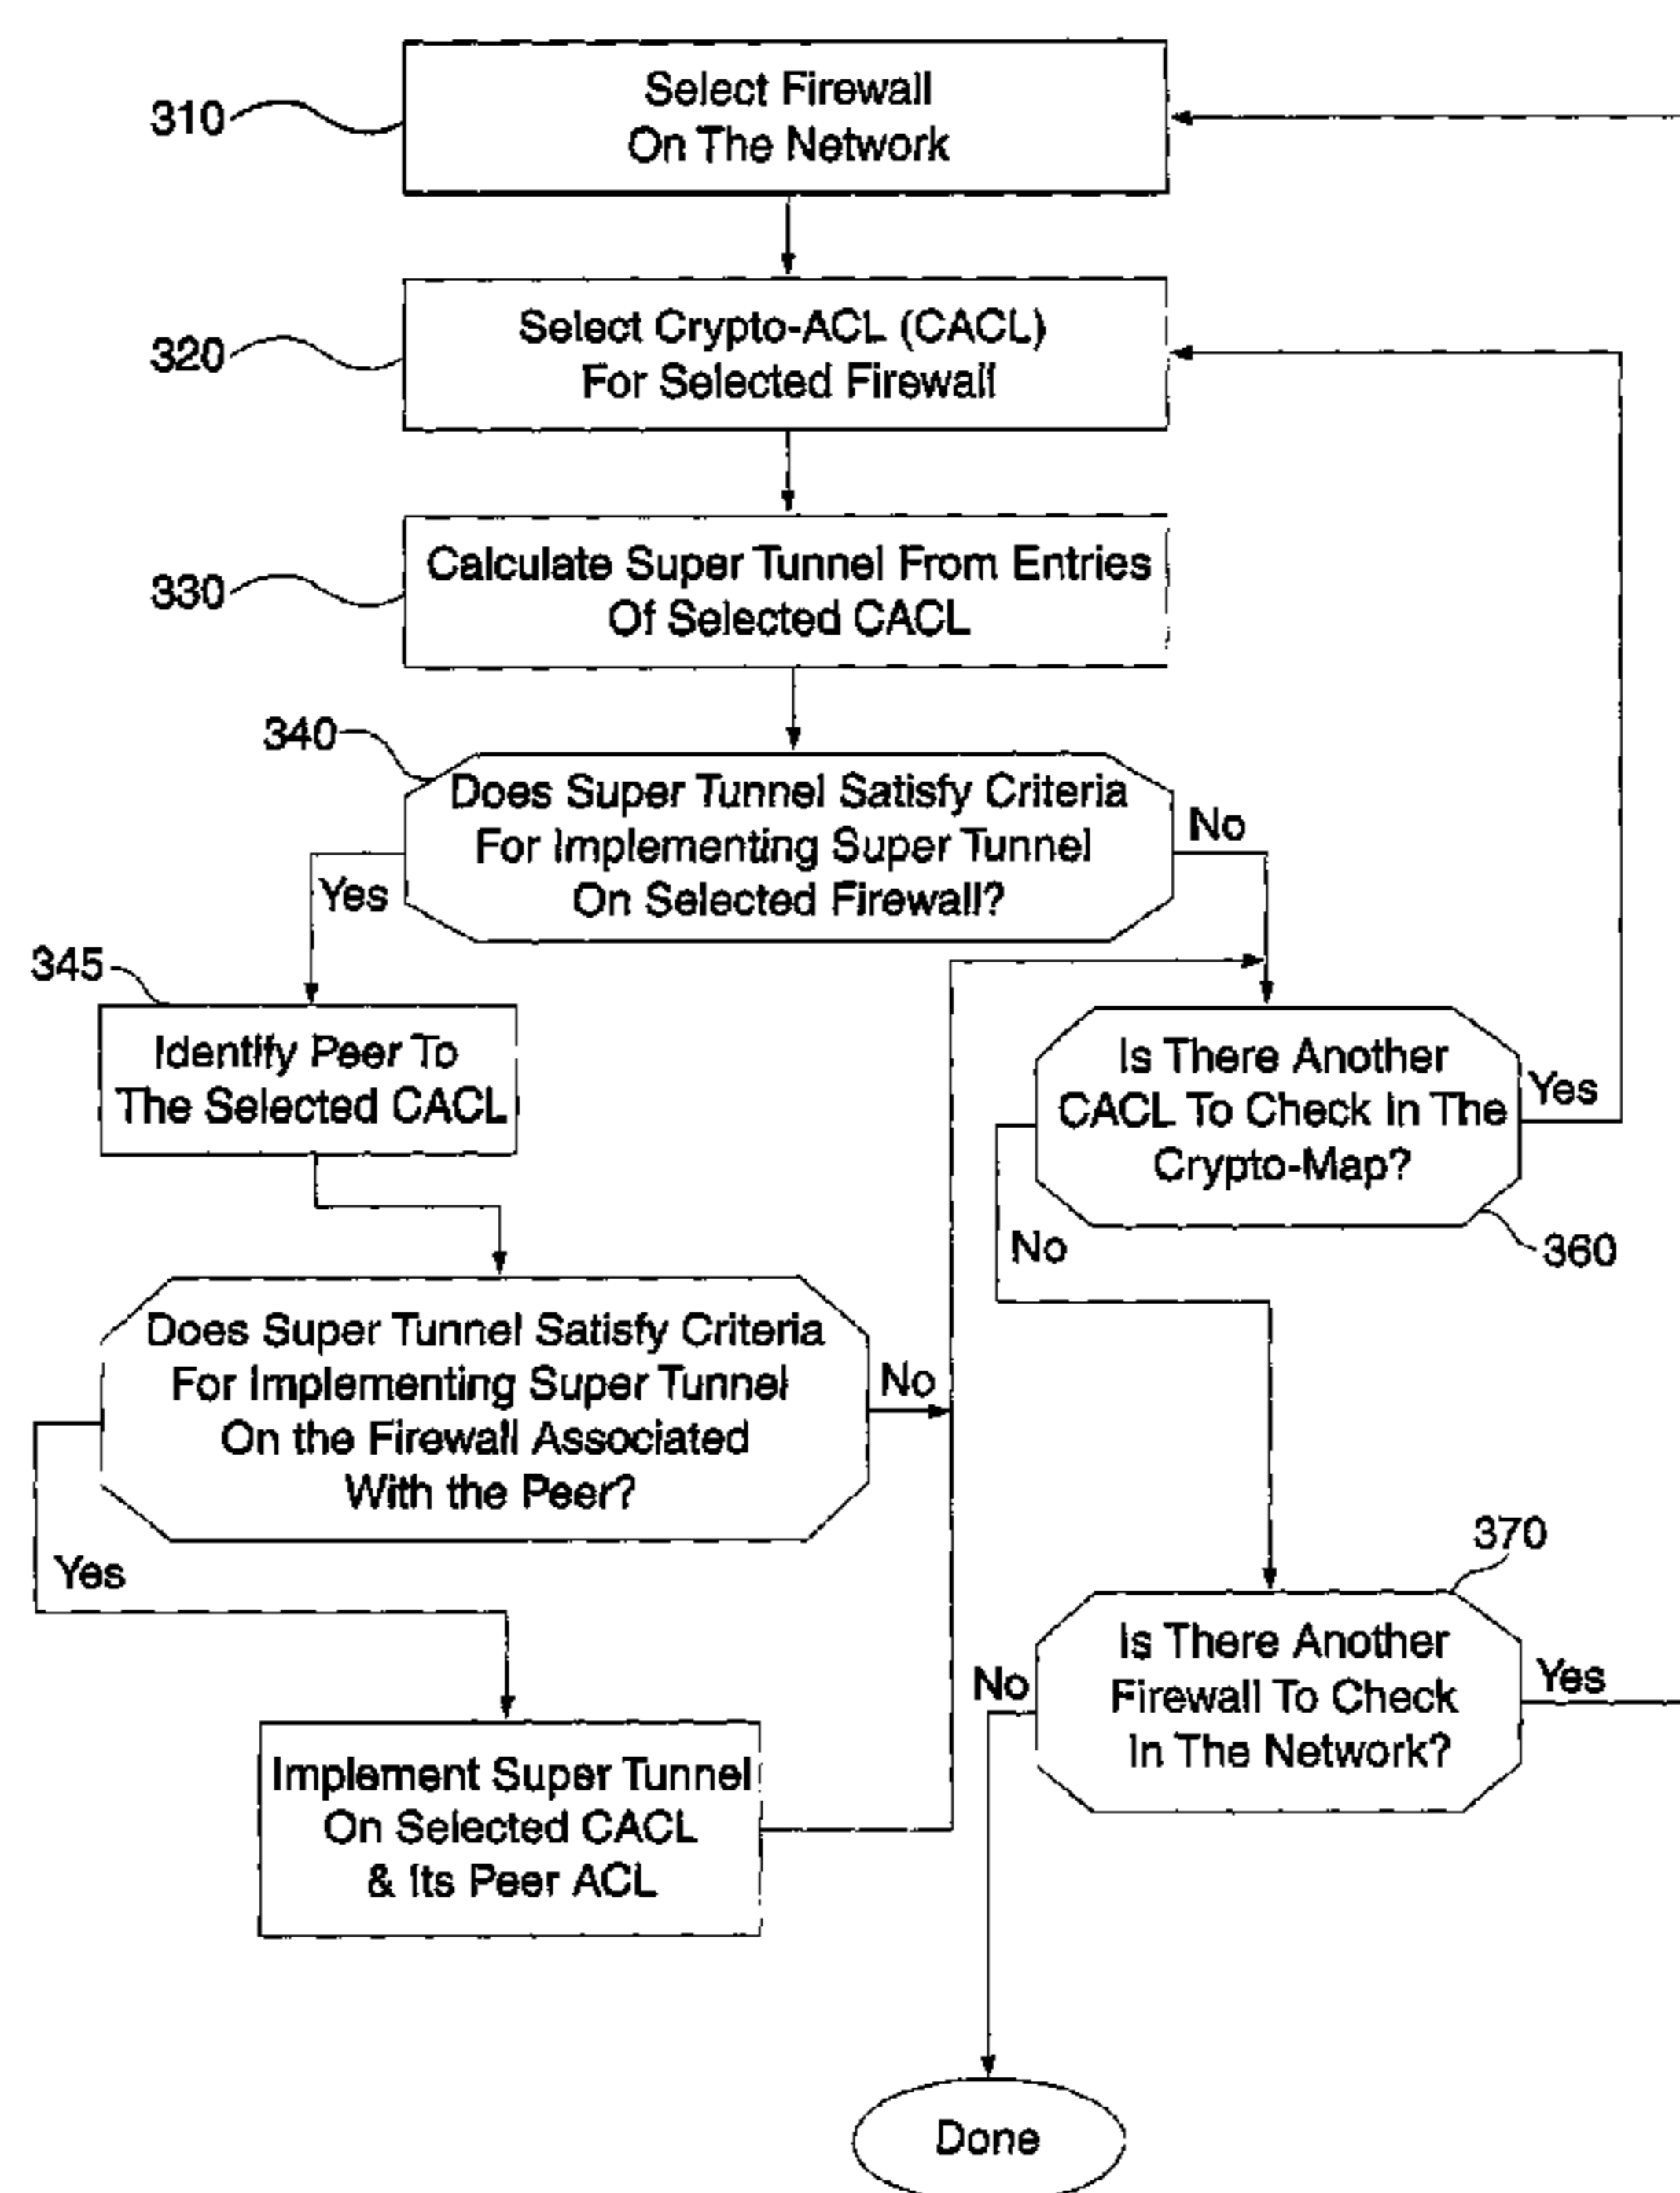 310
Select Firewall
On The Network
320
Select Crypto-ACL (CACL)
For Selected Firewall
330
Calculate Super Tunnel From Entries
Of Selected CACL
340
Does Super Tunnel Satisfy Criteria
For Implementing Super Tunnel
On Selected Firewall?
Yes
No
345
Identify Peer To
The Selected CACL
Is There Another
CACL To Check In The
Crypto-Map?
Yes
No
360
Does Super Tunnel Satisfy Criteria
For Implementing Super Tunnel
On the Firewall Associated
With the Peer?
No
Yes
370
Is There Another
Firewall To Check
In The Network?
No
Yes
Implement Super Tunnel
On Selected CACL
& Its Peer ACL
Done